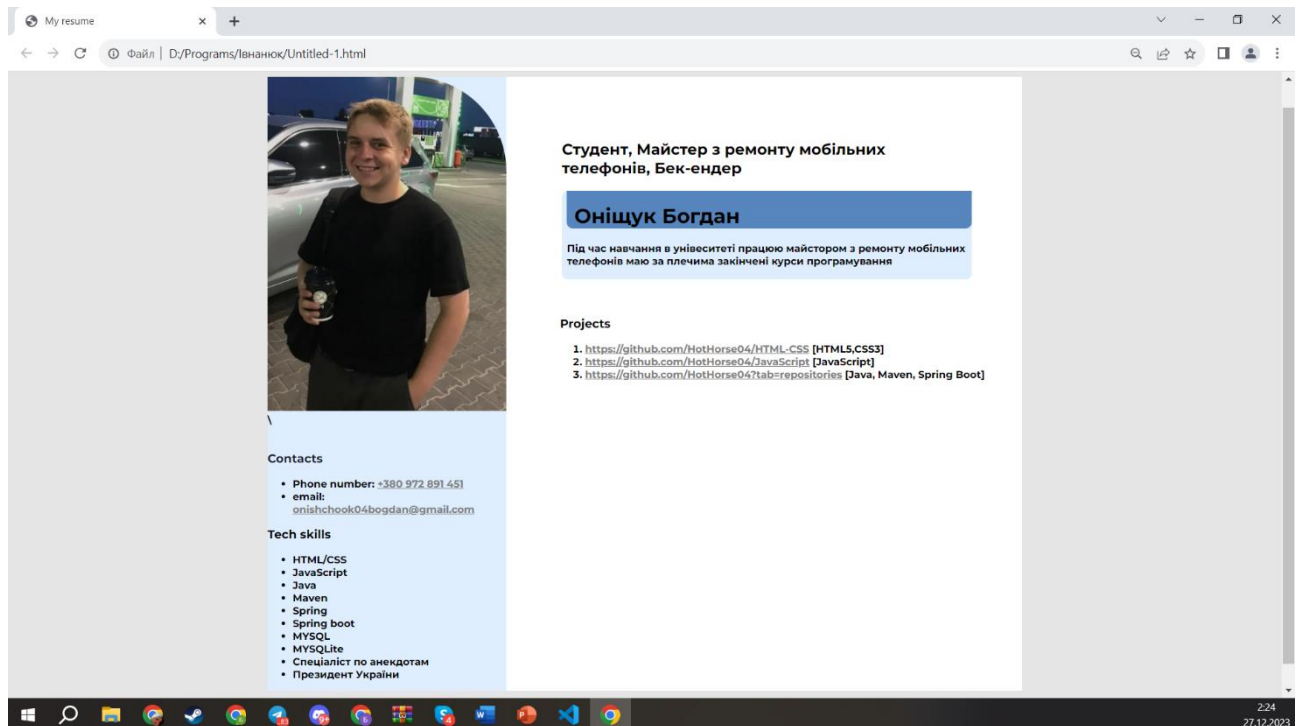 My resume
Файл | D:/Programs/Івнанюк/Untitled-1.html
Студент, Майстер з ремонту мобільних
телефонів, Бек-ендер
Оніщук Богдан
Під час навчання в унівеситеті працюю майстором з ремонту мобільних
телефонів маю за плечима закінчені курси програмування
Projects
1. https://github.com/HotHorse04/HTML-CSS [HTML5,CSS3]
2. https://github.com/HotHorse04/JavaScript [JavaScript]
3. https://github.com/HotHorse04?tab=repositories [Java, Maven, Spring Boot]
\
Contacts
• Phone number: +380 972 891 451
• email:
onishchook04bogdan@gmail.com
Tech skills
• HTML/CSS
• JavaScript
• Java
• Maven
• Spring
• Spring boot
• MYSQL
• MYSQLite
• Спеціаліст по анекдотам
• Президент України
2:24
27.12.2023